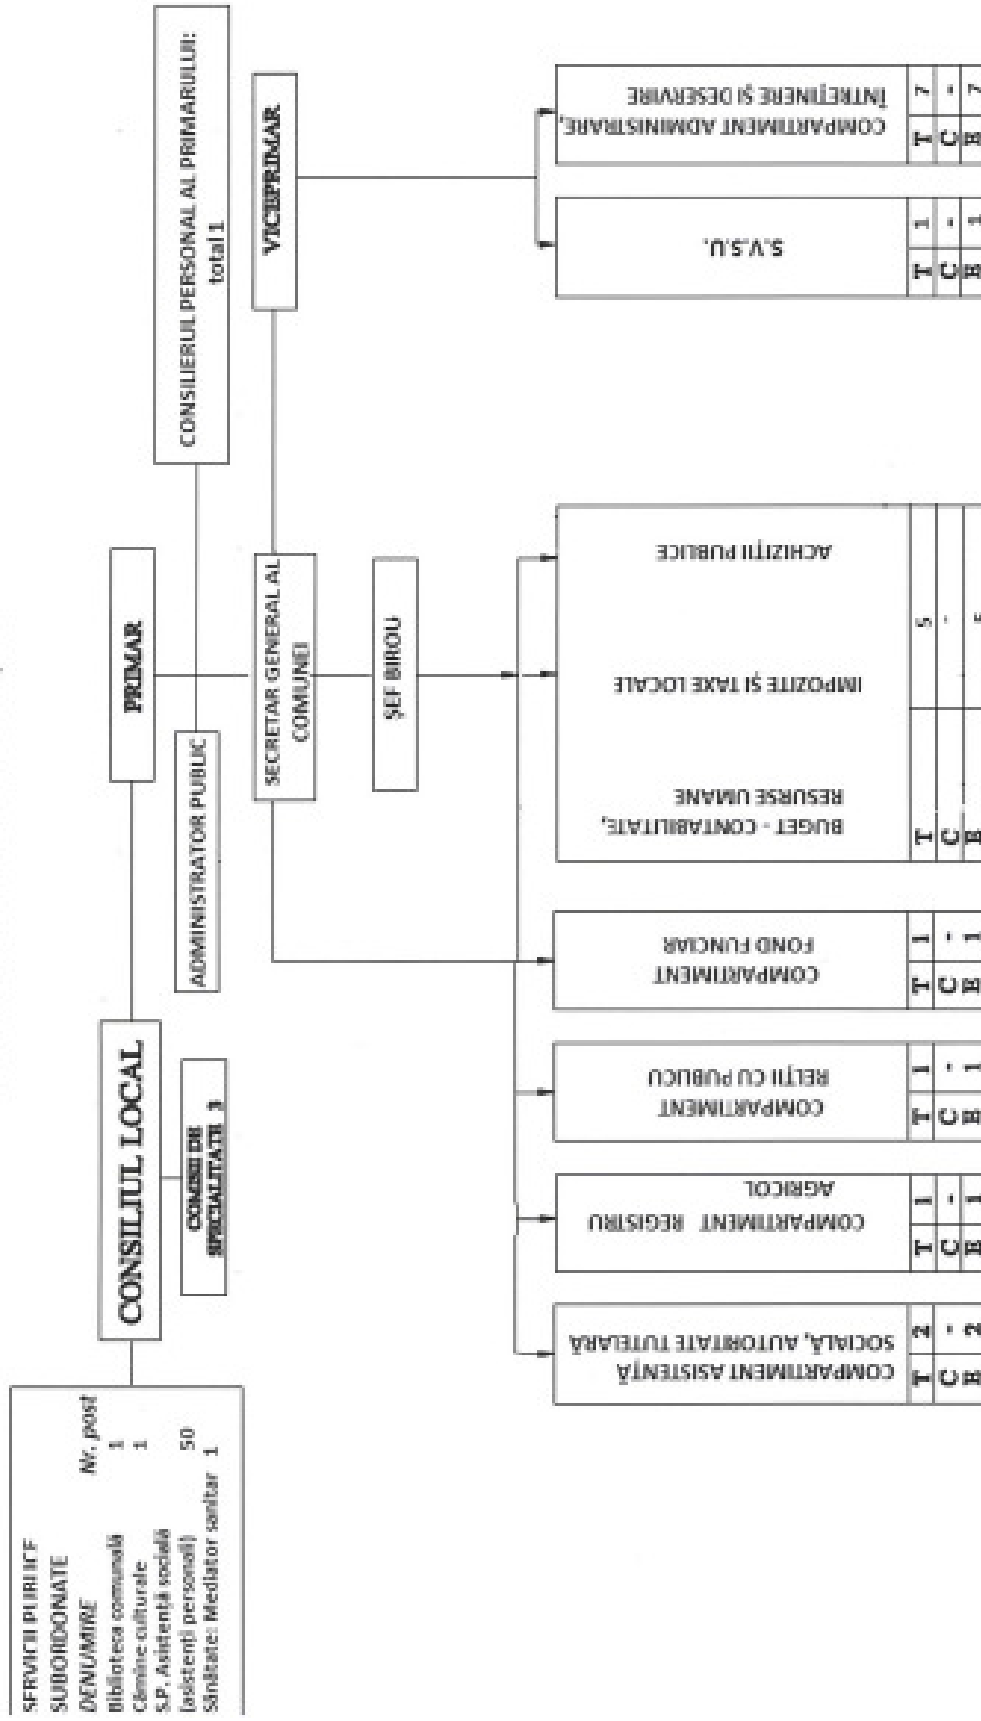 SERVICII PUBLICE
SUBORDONATE
DENUMIRE Nr. post
Biblioteca comunală 1
Cămine culturale 1
S.P. Asistență socială 50
(asistenți personali)
Sănătate: Mediator sanitar 1
CONSILIUL LOCAL
COMISII DE
SPECIALITATE 3
PRIMAR
ADMINISTRATOR PUBLIC
CONSILIERUL PERSONAL AL PRIMARULUI:
total 1
SECRETAR GENERAL AL
COMUNEI
VICEPRIMAR
ȘEF BIROU
COMPARTIMENT ASISTENȚĂ
SOCIALĂ, AUTORITATE TUTELARĂ
T 2
C -
E 2
COMPARTIMENT REGISTRU
AGRICOL
T 1
C -
E 1
COMPARTIMENT
RELȚII CU PUBLICU
T 1
C -
E 1
COMPARTIMENT
FOND FUNCIAR
T 1
C -
E 1
BUGET - CONTABILITATE,
RESURSE UMANE
IMPOZITE ȘI TAXE LOCALE
ACHIZIȚII PUBLICE
T 5
C -
E 5
S.V.S.U.
T 1
C -
E 1
COMPARTIMENT ADMINISTRARE,
ÎNTREȚINERE ȘI DESERVIRE
T 7
C -
E 7